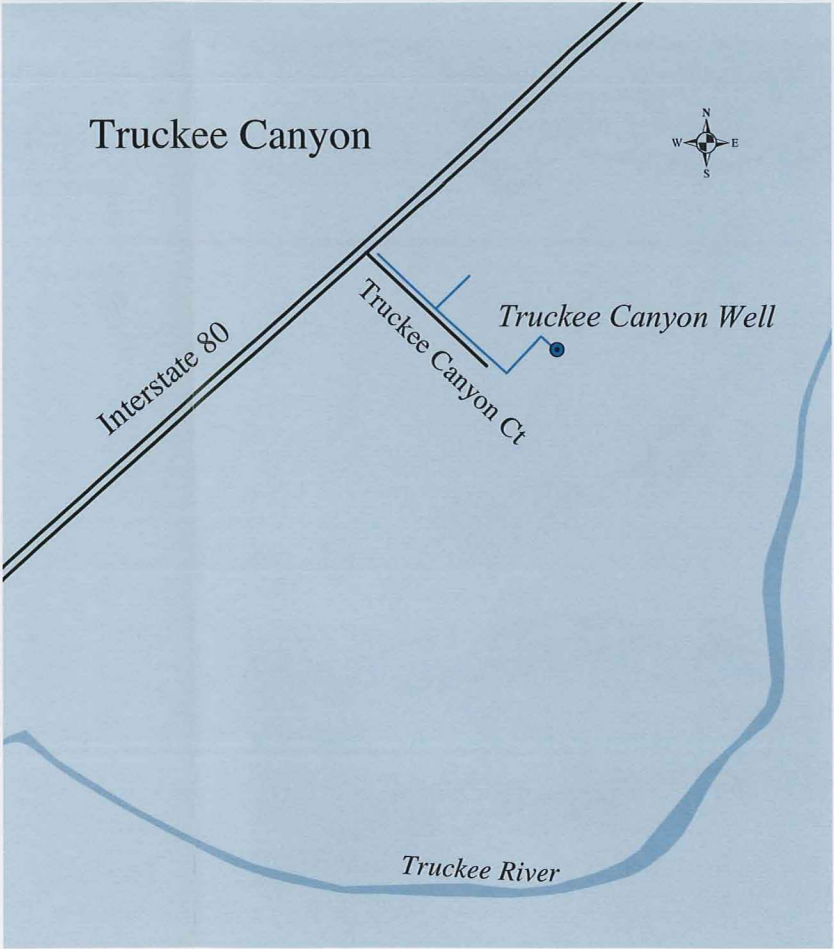 Truckee Canyon
N
W E
S
Truckee Canyon Well
Truckee Canyon Ct
Interstate 80
Truckee River